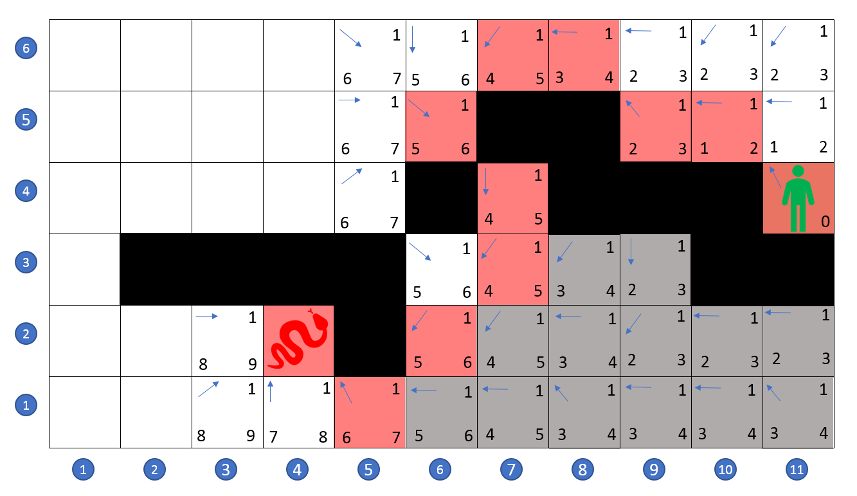 1 1 1 1 1 1 1
6
6 7 5 6 4 5 3 4 2 3 2 3 2 3
1 1 1 1 1
5
6 7 5 6 2 3 1 2 1 2
1 1
4
6 7 4 5 0
1 1 1 1
3
5 6 4 5 3 4 2 3
1 1 1 1 1 1 1
2
8 9 5 6 4 5 3 4 2 3 2 3 2 3
1 1 1 1 1 1 1 1 1
1
8 9 7 8 6 7 5 6 4 5 3 4 3 4 3 4 3 4
1 2 3 4 5 6 7 8 9 10 11